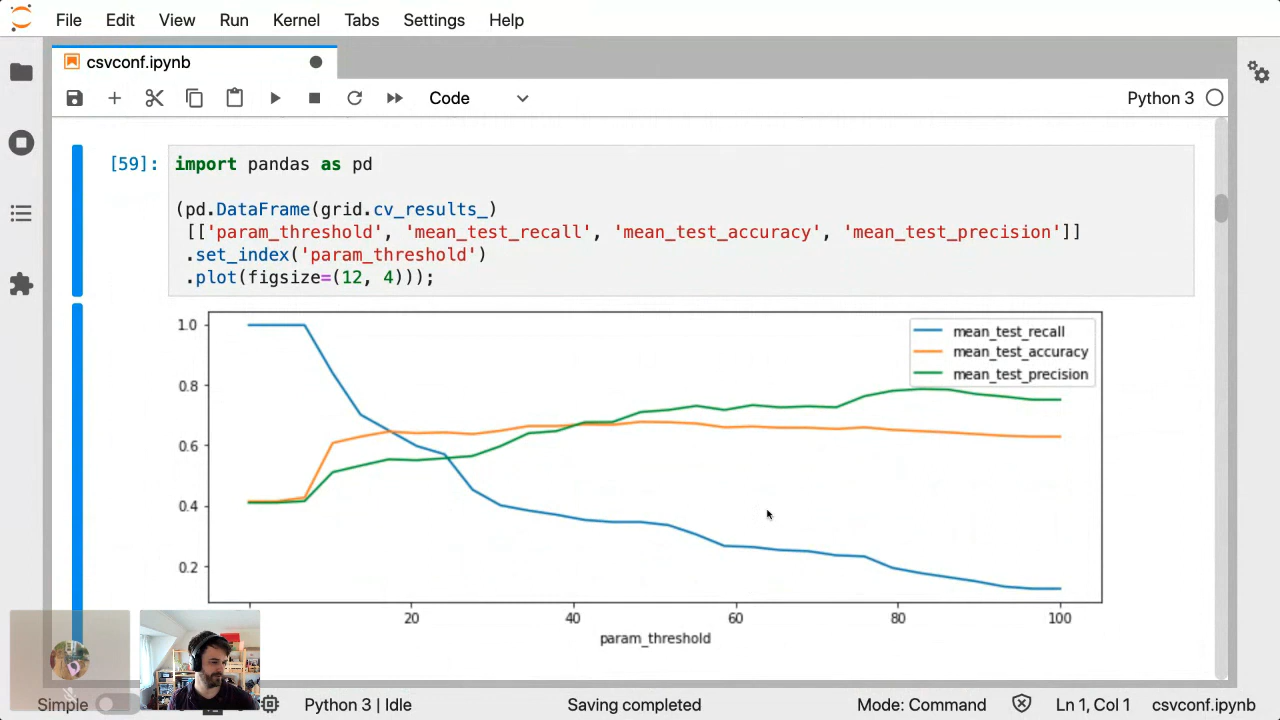 File Edit View Run Kernel Tabs Settings Help
csvconf.ipynb
Code
Python 3
[59]:
import pandas as pd
(pd.DataFrame(grid.cv_results_)
[['param_threshold', 'mean_test_recall', 'mean_test_accuracy', 'mean_test_precision']]
.set_index('param_threshold')
.plot(figsize=(12, 4)));
1.0
0.8
0.6
0.4
0.2
mean_test_recall
mean_test_accuracy
mean_test_precision
20 40 60 80 100
param_threshold
Simple
Python 3 | Idle
Saving completed
Mode: Command
Ln 1, Col 1
csvconf.ipynb